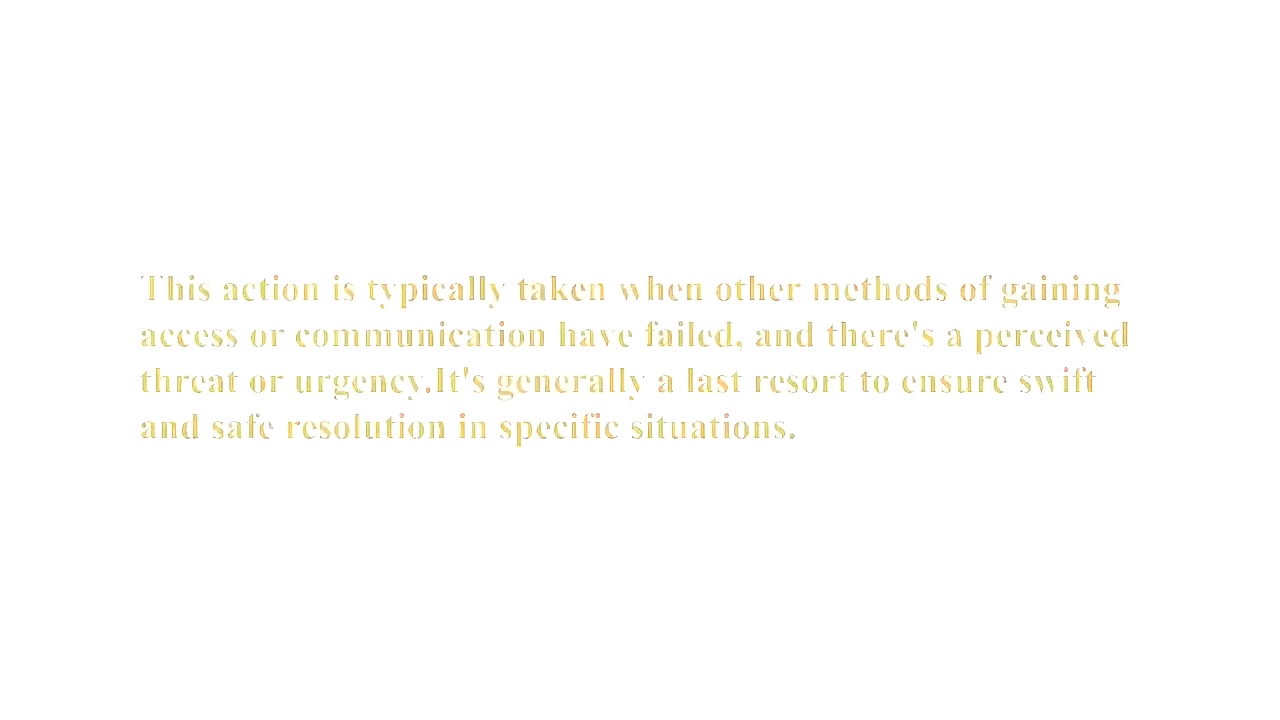 This action is typically taken when other methods of gaining
access or communication have failed, and there's a perceived
threat or urgency.It's generally a last resort to ensure swift
and safe resolution in specific situations.